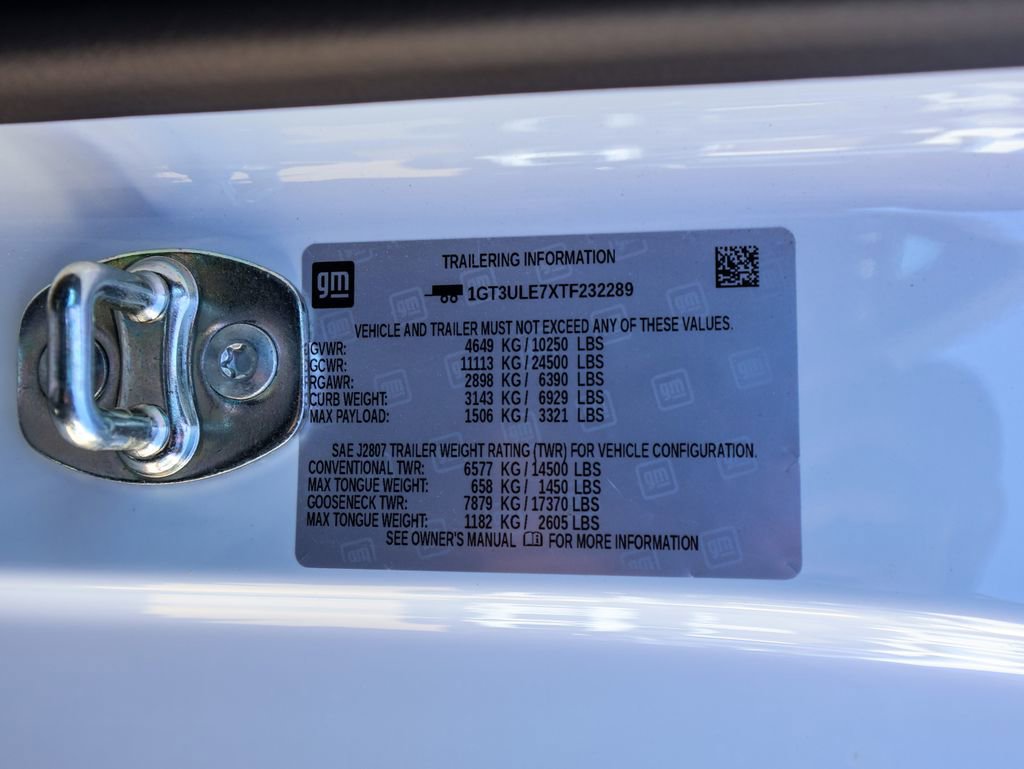 gm
TRAILERING INFORMATION
1GT3ULE7XTF232289
VEHICLE AND TRAILER MUST NOT EXCEED ANY OF THESE VALUES.
GVWR: 4649 KG / 10250 LBS
GCWR: 11113 KG / 24500 LBS
RGAWR: 2898 KG / 6390 LBS
CURB WEIGHT: 3143 KG / 6929 LBS
MAX PAYLOAD: 1506 KG / 3321 LBS
SAE J2807 TRAILER WEIGHT RATING (TWR) FOR VEHICLE CONFIGURATION.
CONVENTIONAL TWR: 6577 KG / 14500 LBS
MAX TONGUE WEIGHT: 658 KG / 1450 LBS
GOOSENECK TWR: 7879 KG / 17370 LBS
MAX TONGUE WEIGHT: 1182 KG / 2605 LBS
SEE OWNER'S MANUAL FOR MORE INFORMATION